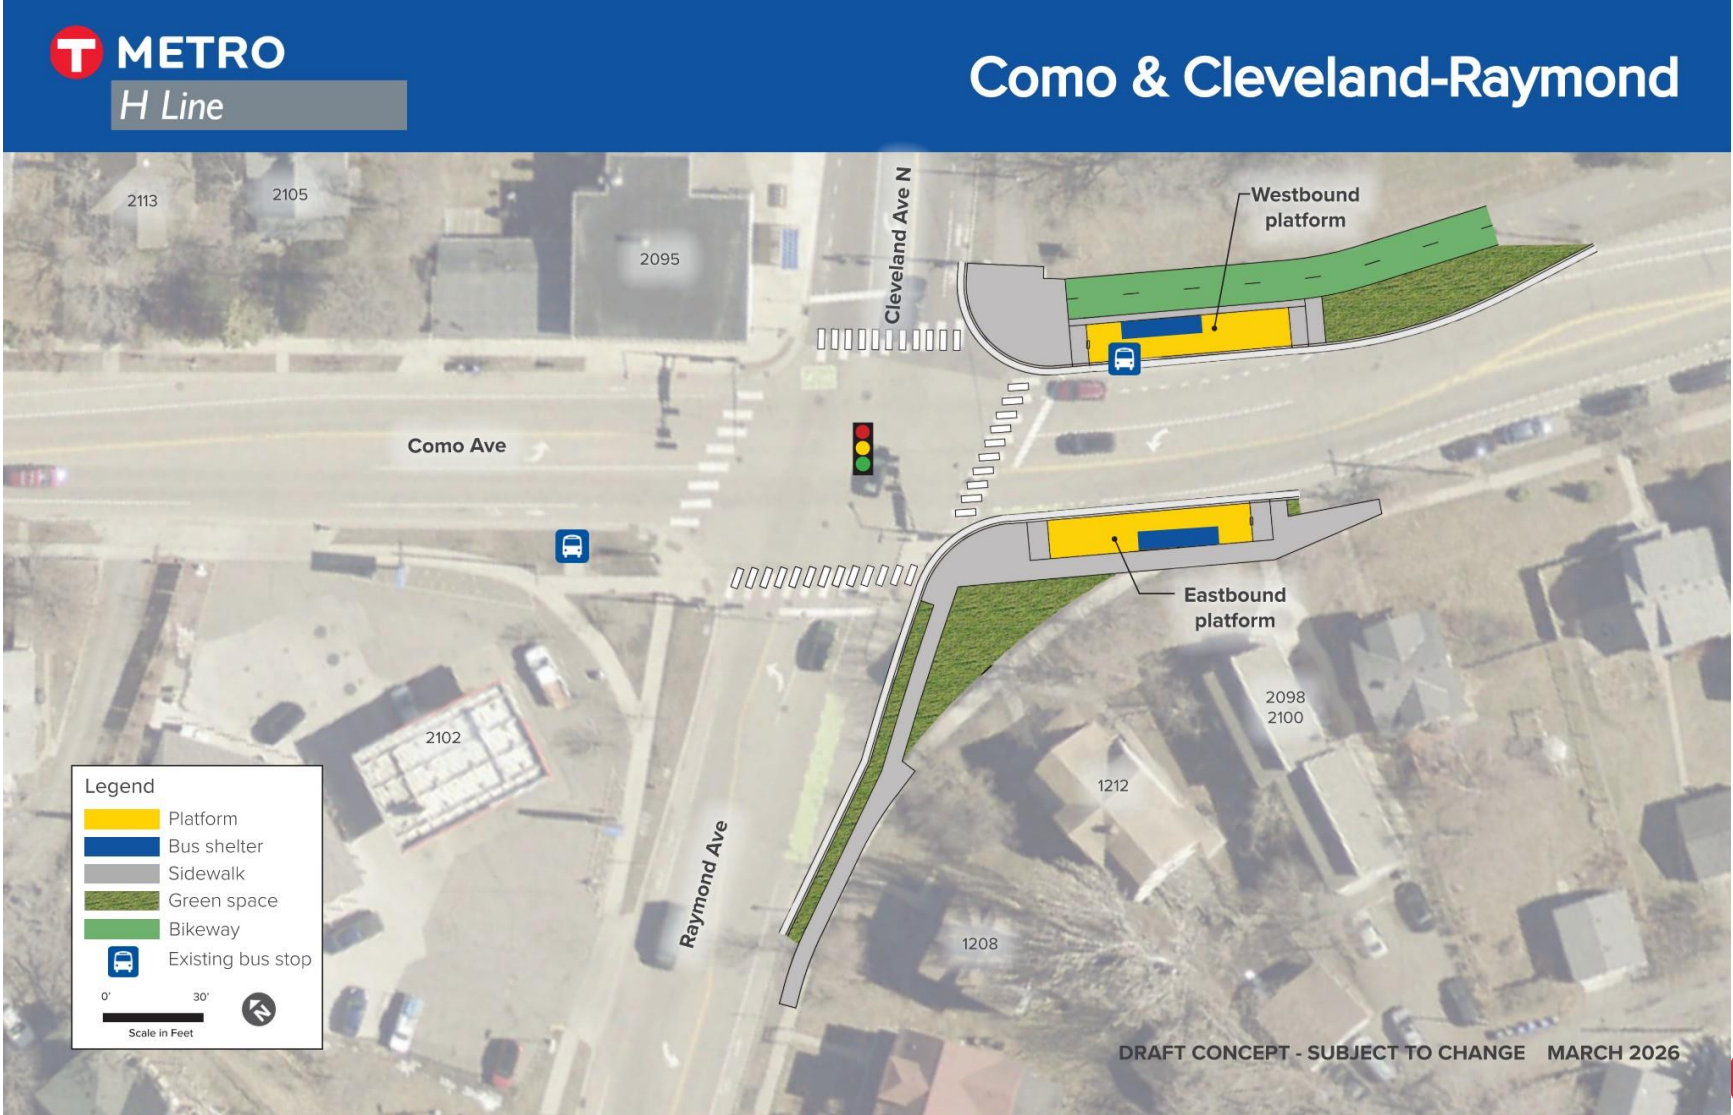 T METRO
H Line
Como & Cleveland-Raymond
2113
2105
2095
Cleveland Ave N
Westbound
platform
Como Ave
Eastbound
platform
2098
2100
2102
1212
Raymond Ave
1208
Legend
Platform
Bus shelter
Sidewalk
Green space
Bikeway
Existing bus stop
0' 30'
Scale in Feet
N
DRAFT CONCEPT - SUBJECT TO CHANGE MARCH 2026